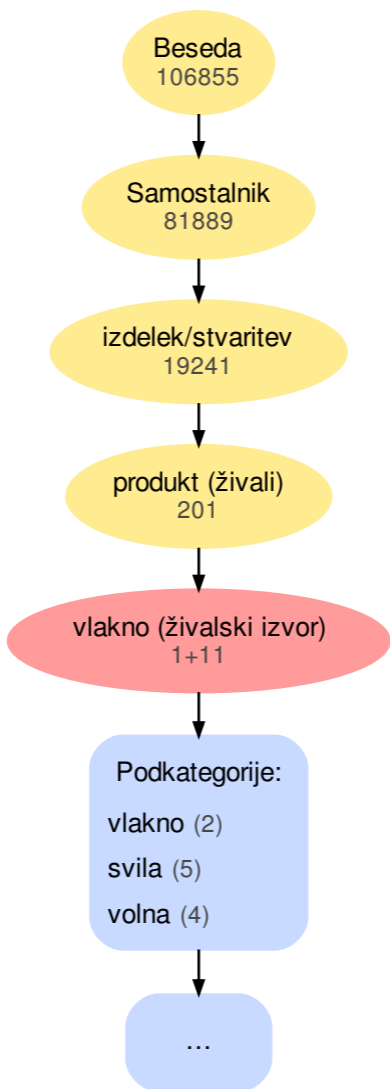 Beseda
106855
Samostalnik
81889
izdelek/stvaritev
19241
produkt (živali)
201
vlakno (živalski izvor)
1+11
Podkategorije:
vlakno (2)
svila (5)
volna (4)
...